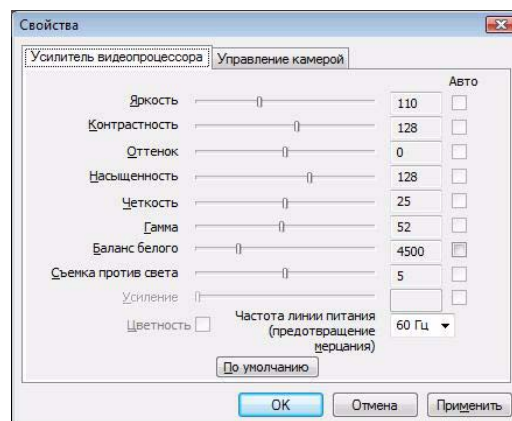 Свойства
Усилитель видеопроцессора Управление камерой
Авто
Яркость 110
Контрастность 128
Оттенок 0
Насыщенность 128
Четкость 25
Гамма 52
Баланс белого 4500
Съемка против света 5
Усиление
Цветность Частота линии питания 60 Гц
(предотвращение
мерцания)
По умолчанию
ОК Отмена Применить